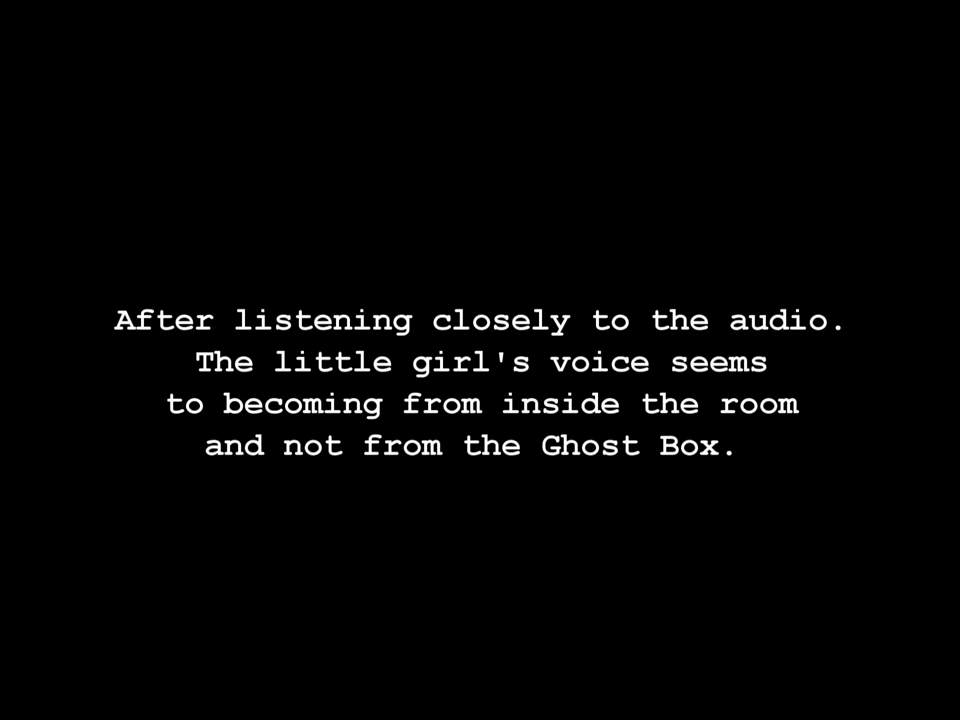 After listening closely to the audio.
The little girl's voice seems
to becoming from inside the room
and not from the Ghost Box.